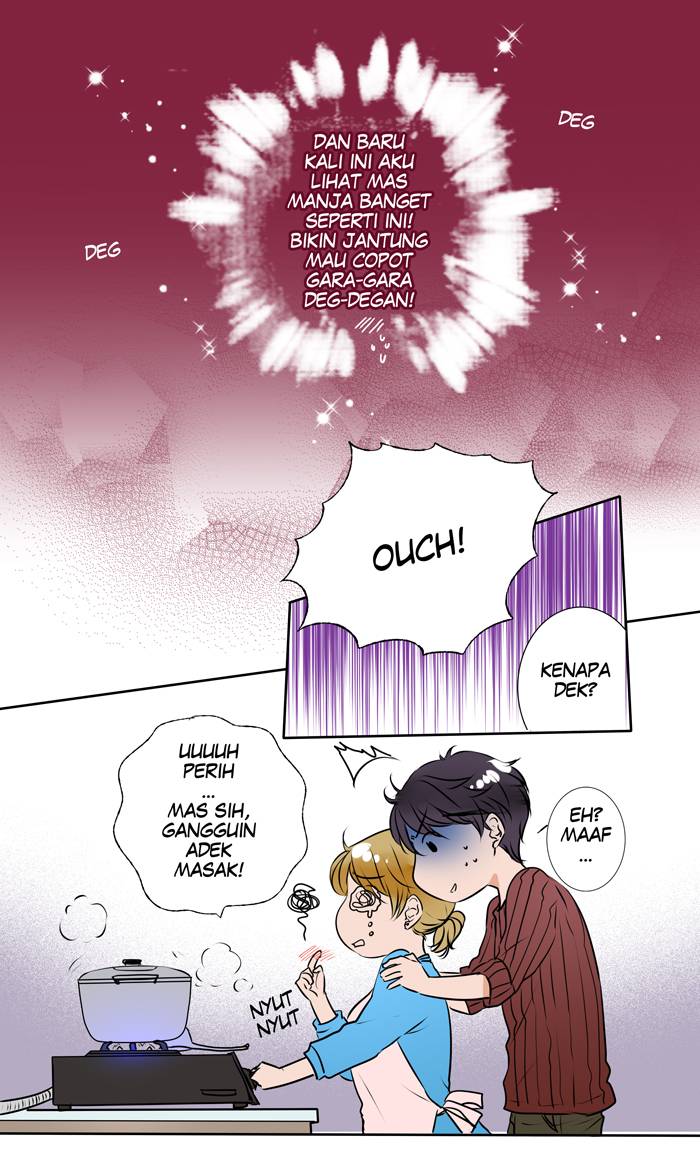 DEG
DAN BARU
KALI INI AKU
LIHAT MAS
MANJA BANGET
SEPERTI INI!
BIKIN JANTUNG
MAU COPOT
GARA-GARA
DEG-DEGAN!
DEG
OUCH!
KENAPA
DEK?
UUUUH
PERIH
...
MAS SIH,
GANGGUIN
ADEK
MASAK!
EH?
MAAF
...
NYUT
NYUT